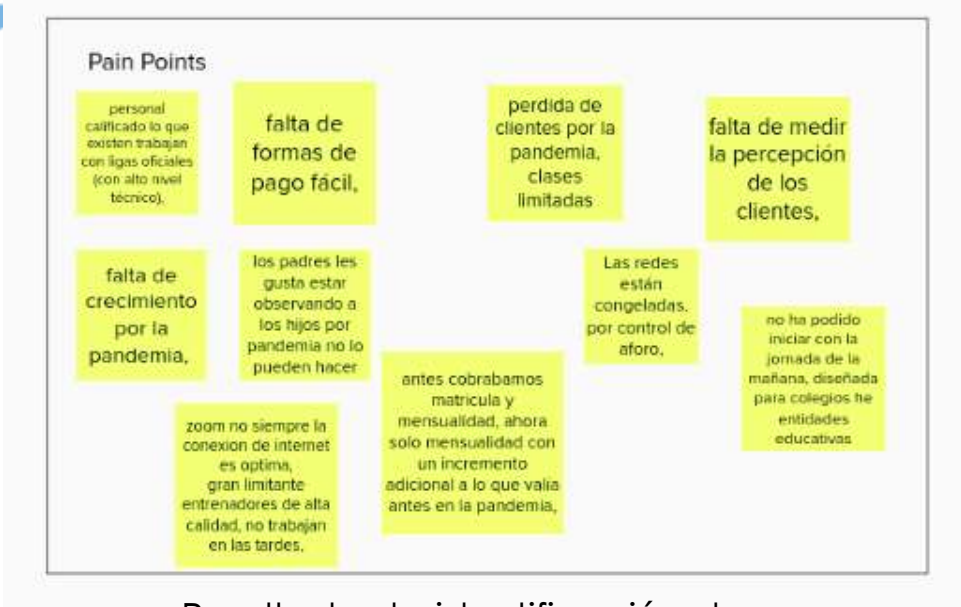 Pain Points
personal
calificado lo que
existen trabajan
con ligas oficiales
(con alto nivel
técnico),
falta de
formas de
pago fácil,
perdida de
clientes por la
pandemia,
clases
limitadas
falta de medir
la percepción
de los
clientes,
falta de
crecimiento
por la
pandemia,
los padres les
gusta estar
observando a
los hijos por
pandemia no lo
pueden hacer
Las redes
están
congeladas,
por control de
aforo,
no ha podido
iniciar con la
jornada de la
mañana, diseñada
para colegios he
entidades
educativas
zoom no siempre la
conexion de internet
es optima,
gran limitante
entrenadores de alta
calidad, no trabajan
en las tardes,
antes cobrabamos
matricula y
mensualidad, ahora
solo mensualidad con
un incremento
adicional a lo que valía
antes en la pandemia,